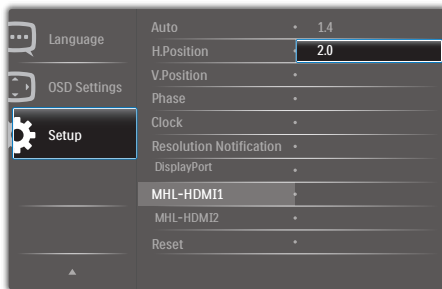 Language
OSD Settings
Setup
Auto
H.Position
V.Position
Phase
Clock
Resolution Notification
DisplayPort
MHL-HDMI1
MHL-HDMI2
Reset
1.4
2.0